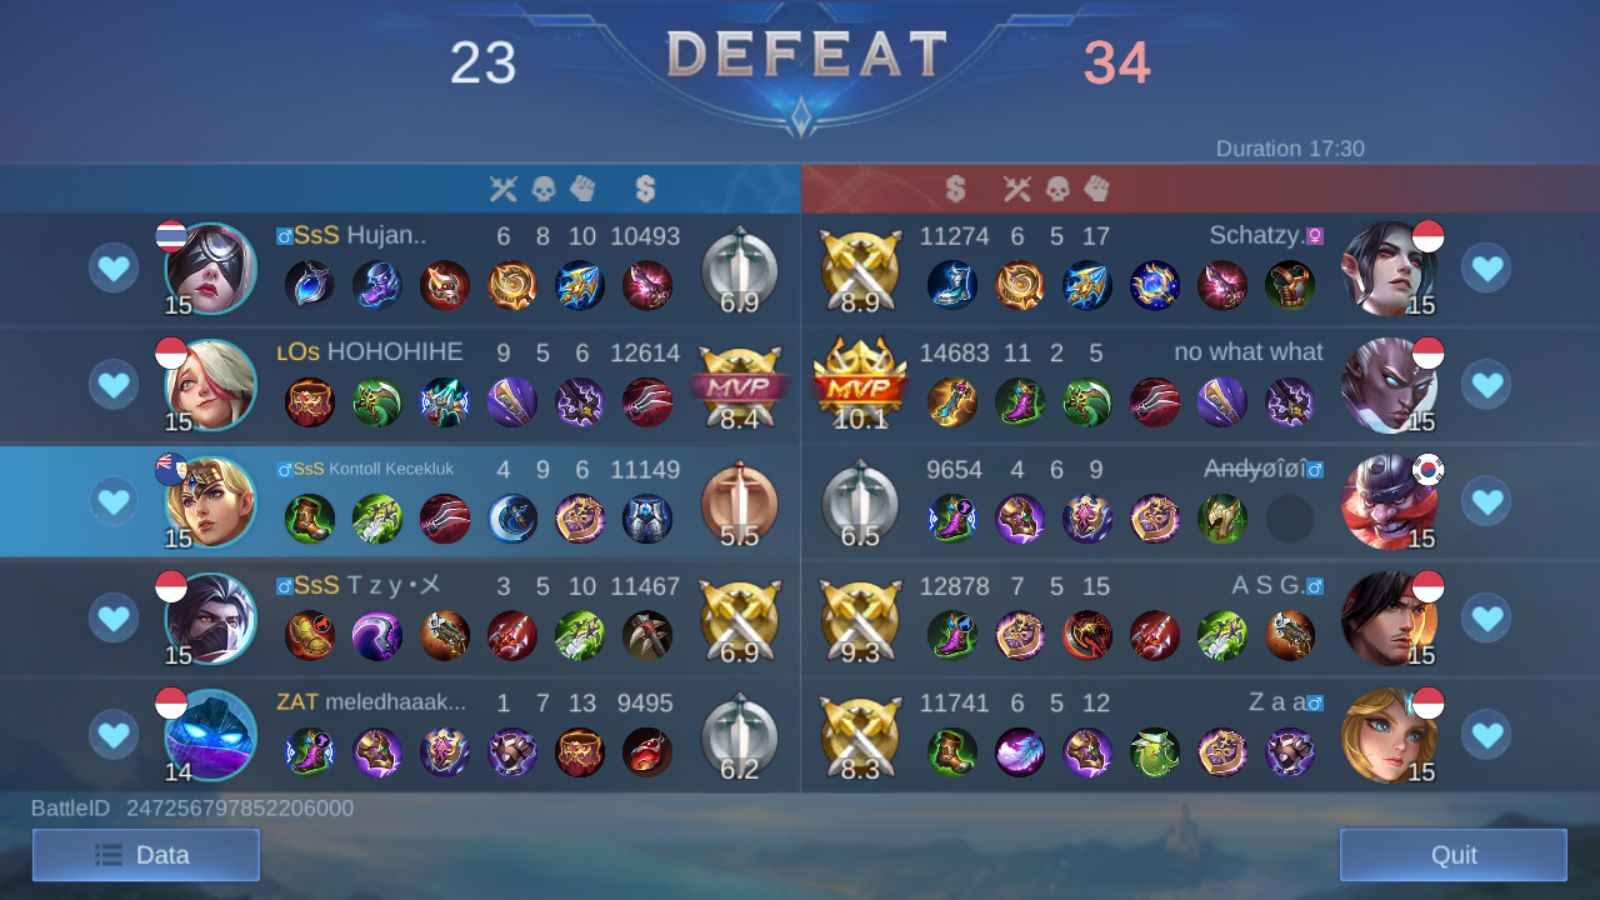 23 DEFEAT 34
Duration 17:30
SsS Hujan.. 6 8 10 10493
15 6.9
11274 6 5 17 Schatzy.
8.9 15
LOs HOHOHIHE 9 5 6 12614
15 MVP 8.4
14683 11 2 5 no what what
MVP 10.1 15
SsS Kontoll Kecekluk 4 9 6 11149
15 5.5
9654 4 6 9 Andyøîøî
6.5 15
SsS T z y •メ 3 5 10 11467
15 6.9
12878 7 5 15 A S G.
9.3 15
ZAT meledhaaak... 1 7 13 9495
14 6.2
11741 6 5 12 Z a a
8.3 15
BattleID 247256797852206000
Data
Quit